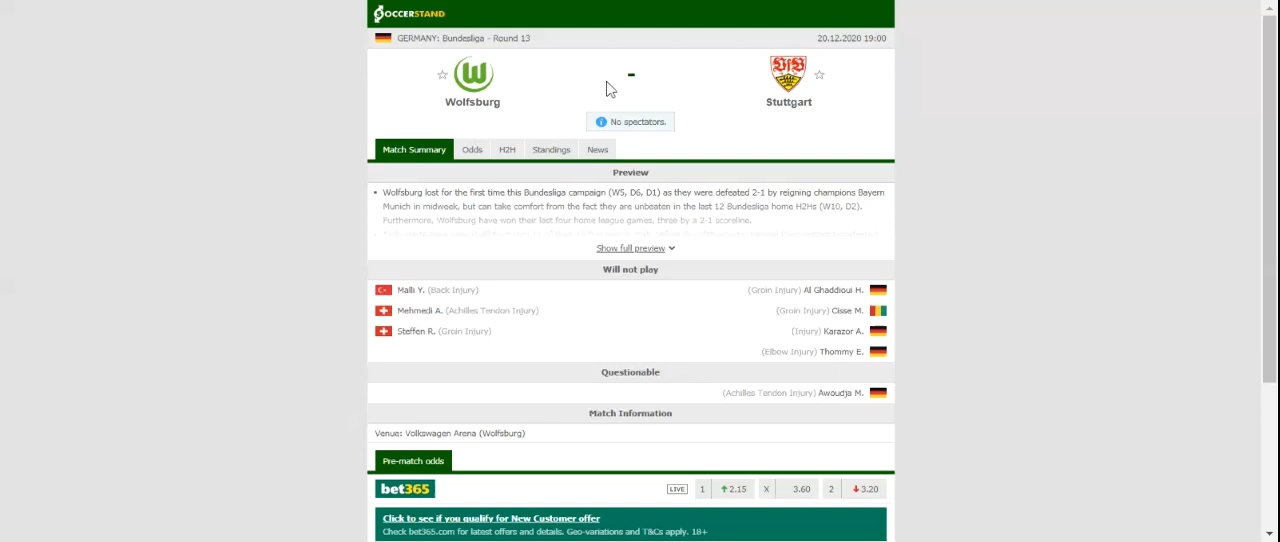 SOCCERSTAND
GERMANY: Bundesliga - Round 13
20.12.2020 19:00
Wolfsburg
-
Stuttgart
No spectators.
Match Summary Odds H2H Standings News
Preview
Wolfsburg lost for the first time this Bundesliga campaign (W5, D6, D1) as they were defeated 2-1 by reigning champions Bayern
Munich in midweek, but can take comfort from the fact they are unbeaten in the last 12 Bundesliga home H2Hs (W10, D2).
Furthermore, Wolfsburg have won their last four home league games, three by a 2-1 scoreline.
Show full preview
Will not play
Malli Y. (Back Injury) (Groin Injury) Al Ghaddioui H.
Mehmedi A. (Achilles Tendon Injury) (Groin Injury) Cisse M.
Steffen R. (Groin Injury) (Injury) Karazor A.
(Elbow Injury) Thommy E.
Questionable
(Achilles Tendon Injury) Awoudja M.
Match Information
Venue: Volkswagen Arena (Wolfsburg)
Pre-match odds
bet365 LIVE 1 2.15 X 3.60 2 3.20
Click to see if you qualify for New Customer offer
Check bet365.com for latest offers and details. Geo-variations and T&Cs apply. 18+